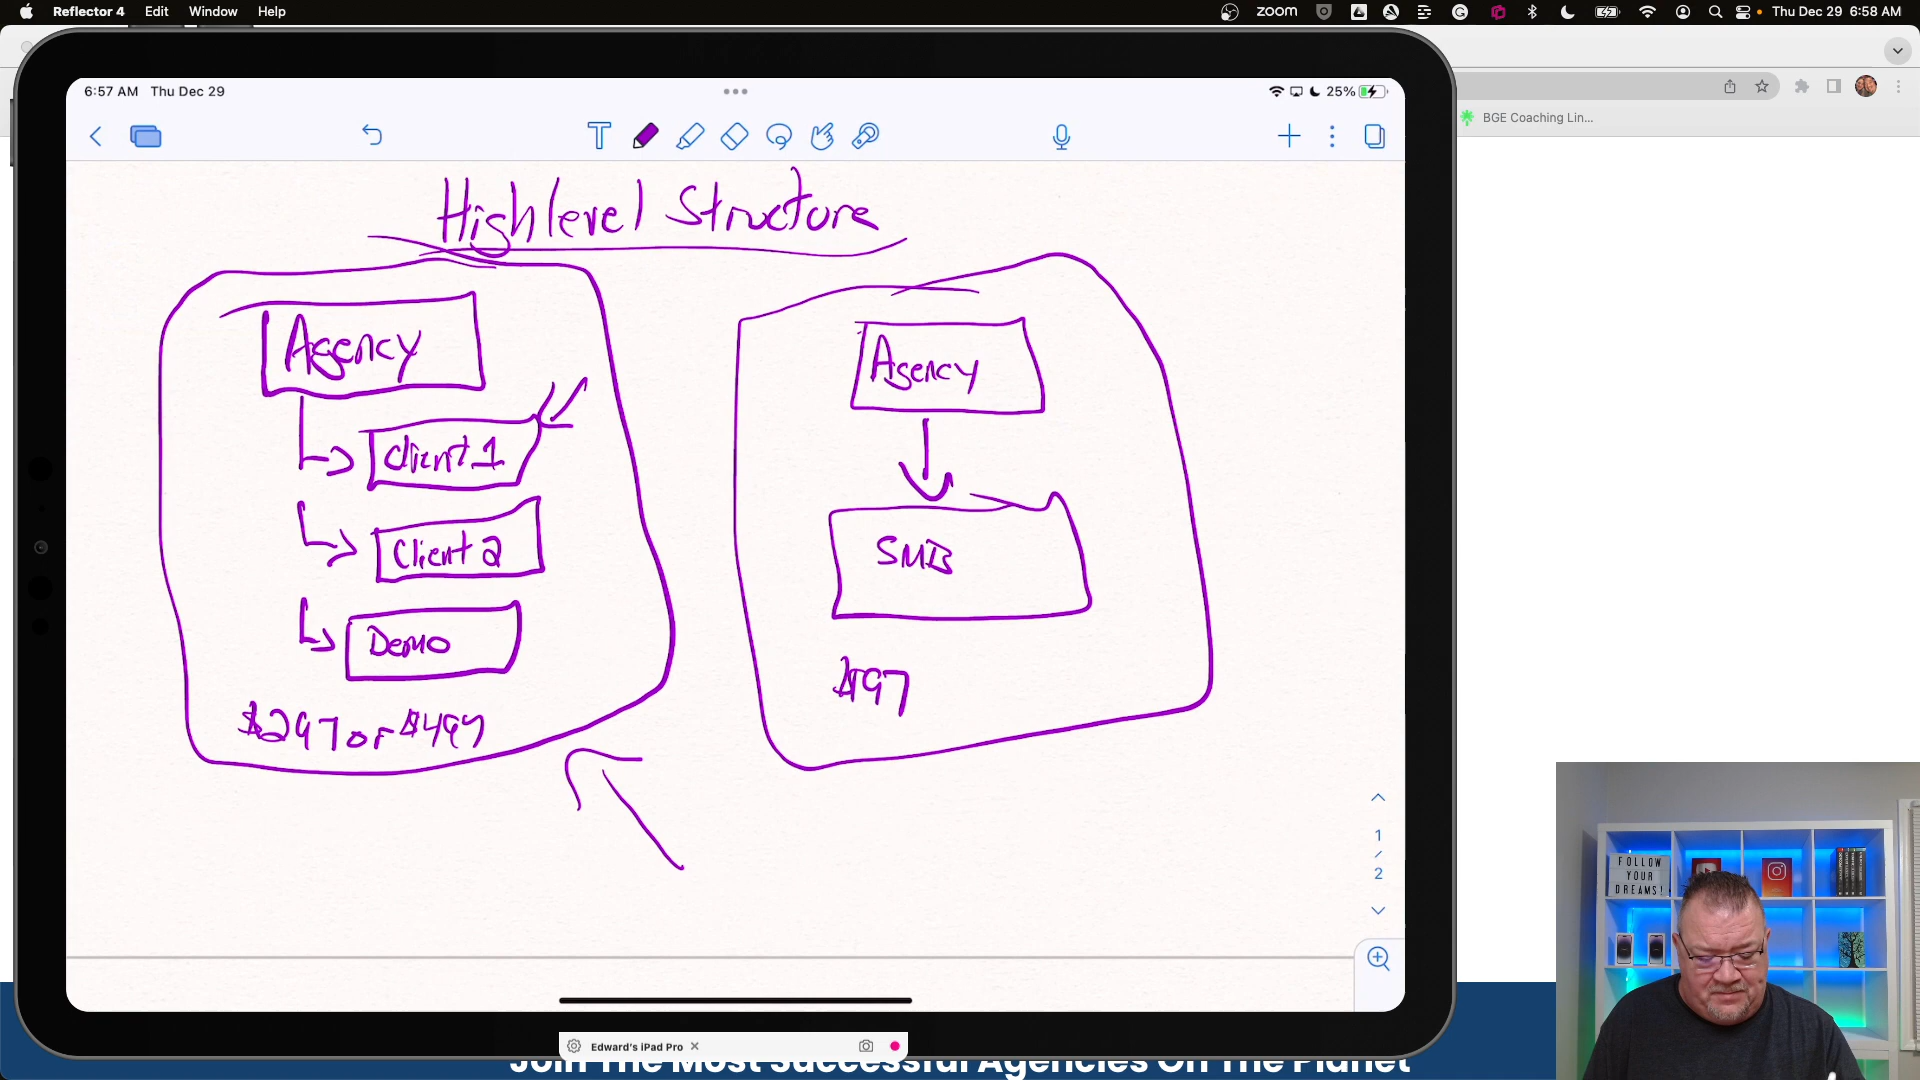 Reflector 4 Edit Window Help
zoom Thu Dec 29 6:58 AM
6:57 AM Thu Dec 29
25%
BGE Coaching Lin...
Highlevel Structure
Agency
Client 1
Client 2
Demo
$297 or $497
Agency
SMB
$97
1
2
FOLLOW
YOUR
DREAMS!
Edward's iPad Pro
Join The Most Successful Agencies On The Planet